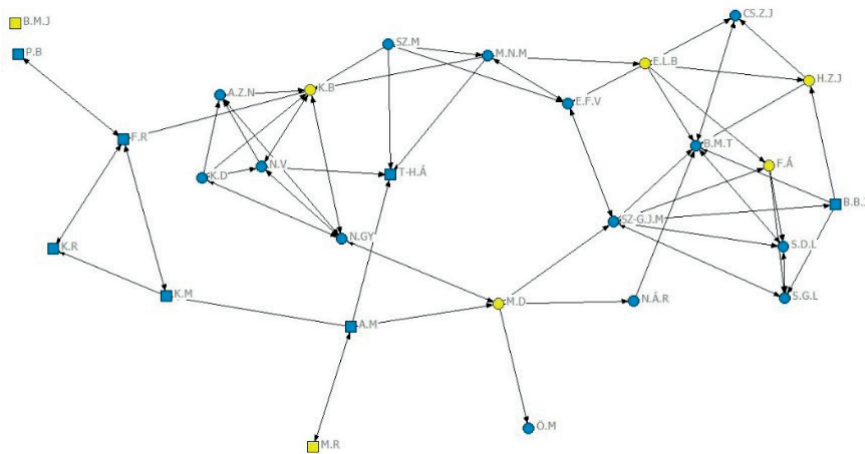 B.M.J
CS.Z.J
P.B
SZ.M
M.N.M
E.L.B
H.Z.J
A.Z.N
K.B
E.F.V
F.R
B.M.T
N.V
T-H.Á
F.Á
K.D
SZ-G.J.M
N.GY
K.R
S.D.L
K.M
S.G.L
M.D
N.Á.R
A.M
Ö.M
M.R